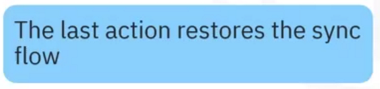 The last action restores the sync
flow